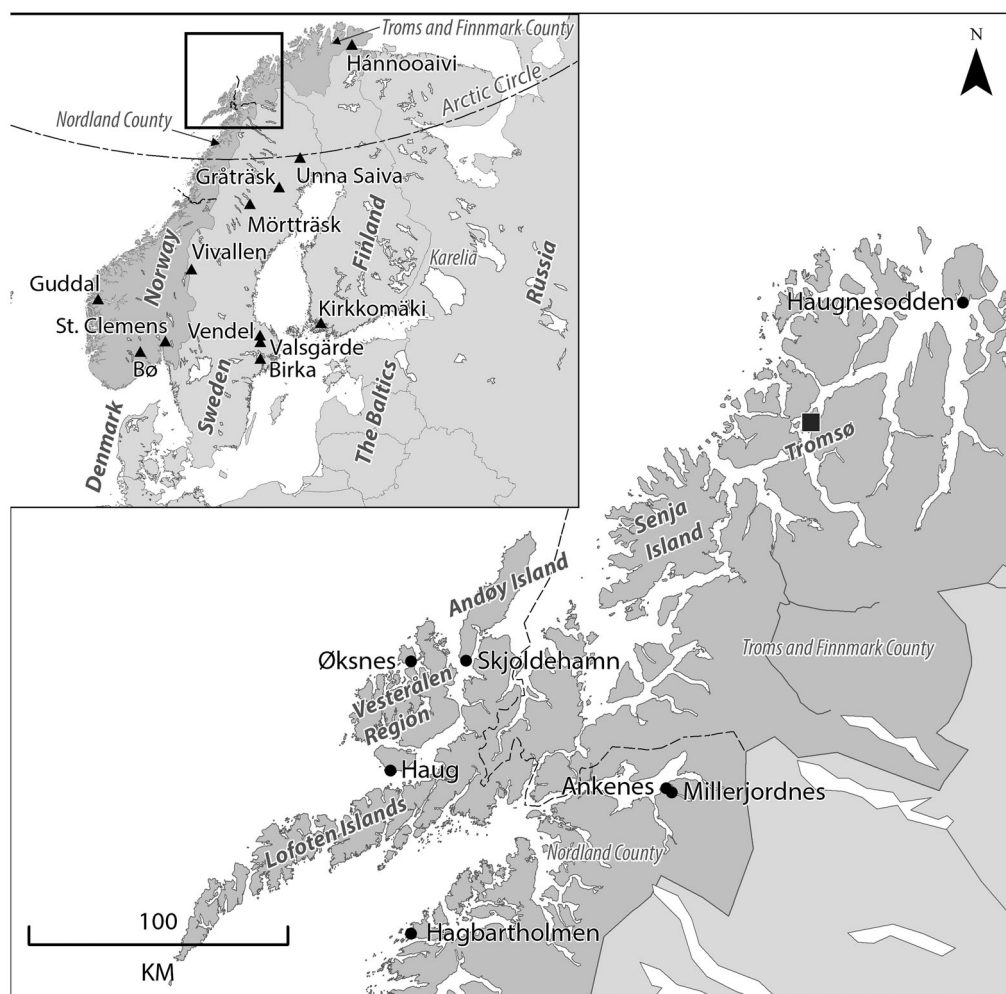 Troms and Finnmark County
Hánnooaivi
Arctic Circle
Nordland County
Unna Saiva
Gråträsk
Mörtträsk
Finland
Norway
Vivallen
Karelia
Russia
Guddal
Kirkkomäki
St. Clemens
Vendel
Valsgärde
Bø
Birka
Sweden
The Baltics
Denmark
N
Haugnesodden
Tromsø
Senja
Island
Andøy Island
Troms and Finnmark County
Øksnes
Skjoldehamn
Vesterålen
Region
Haug
Ankenes
Millerjordnes
Lofoten Islands
Nordland County
100
Hagbartholmen
KM